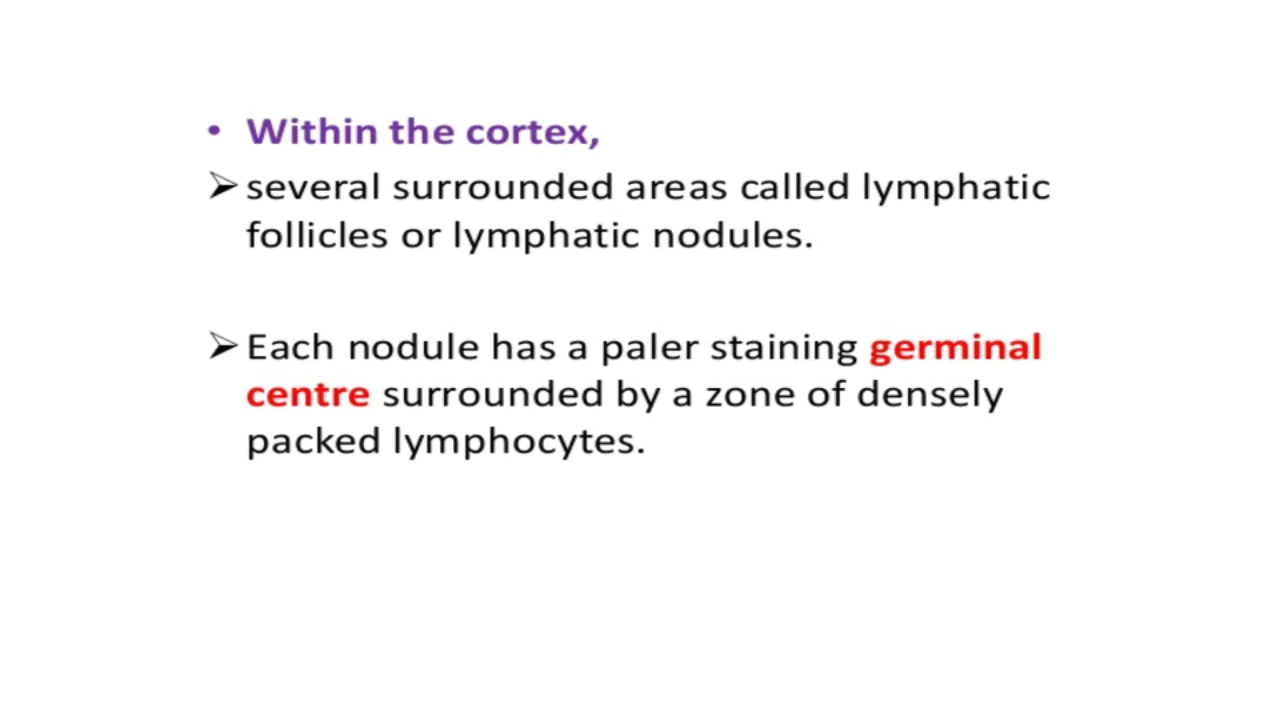 • Within the cortex,
➢ several surrounded areas called lymphatic
follicles or lymphatic nodules.
➢ Each nodule has a paler staining germinal
centre surrounded by a zone of densely
packed lymphocytes.